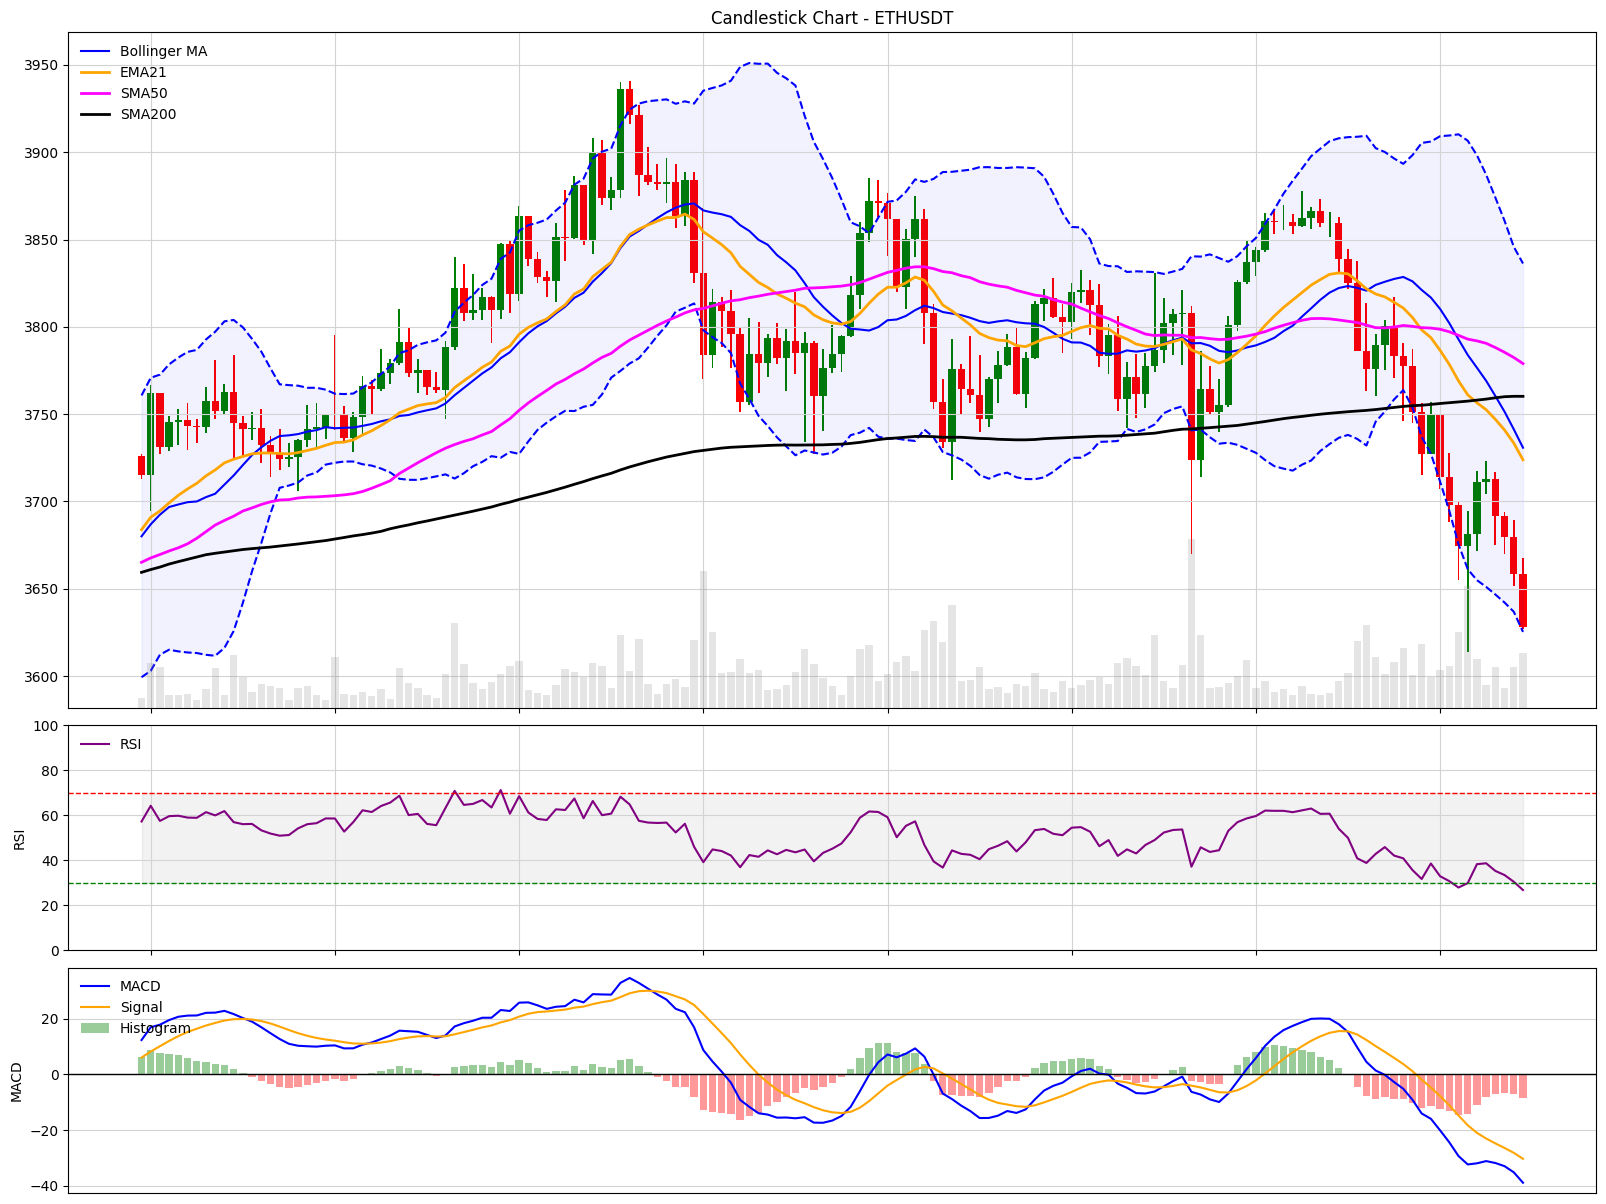 Candlestick Chart - ETHUSDT
Bollinger MA
EMA21
SMA50
SMA200
3950
3900
3850
3800
3750
3700
3650
3600
RSI
100
80
60
40
20
0
RSI
MACD
Signal
Histogram
20
0
−20
−40
MACD